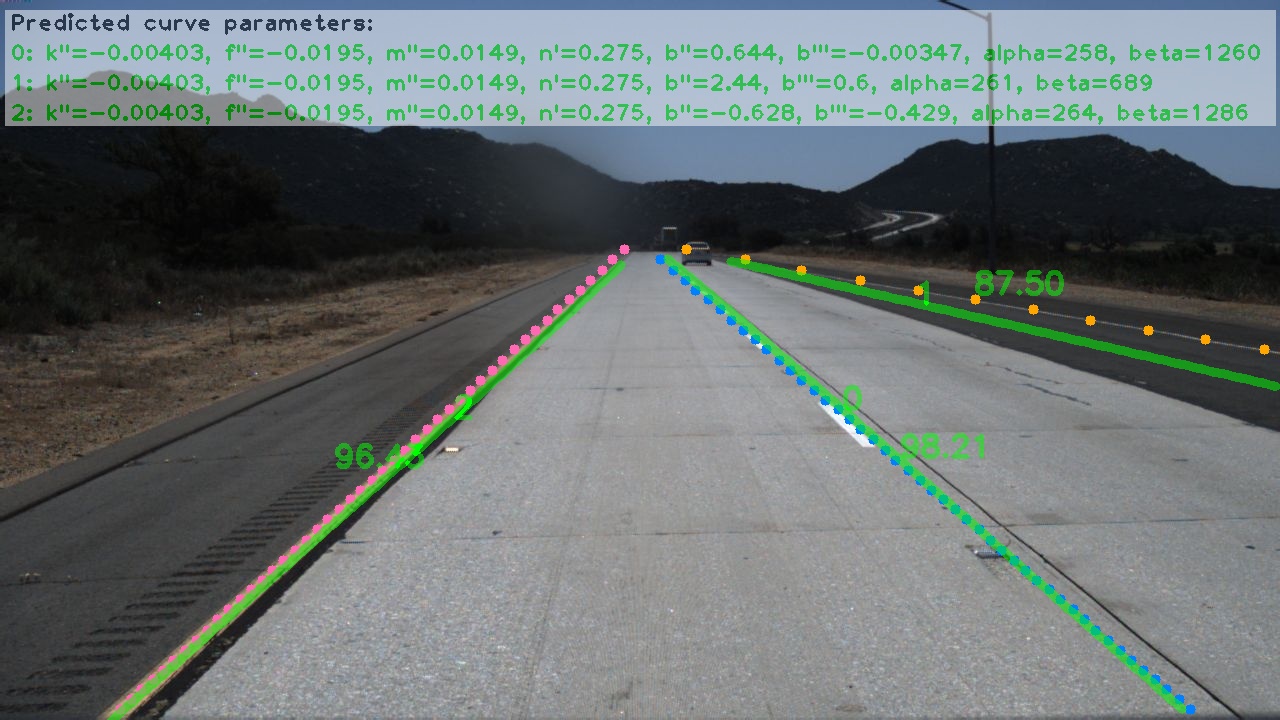 Predicted curve parameters:
0: k''=-0.00403, f''=-0.0195, m''=0.0149, n'=0.275, b''=0.644, b'''=-0.00347, alpha=258, beta=1260
1: k''=-0.00403, f''=-0.0195, m''=0.0149, n'=0.275, b''=2.44, b'''=0.6, alpha=261, beta=689
2: k''=-0.00403, f''=-0.0195, m''=0.0149, n'=0.275, b''=-0.628, b'''=-0.429, alpha=264, beta=1286
87.50
1
0
2
98.21